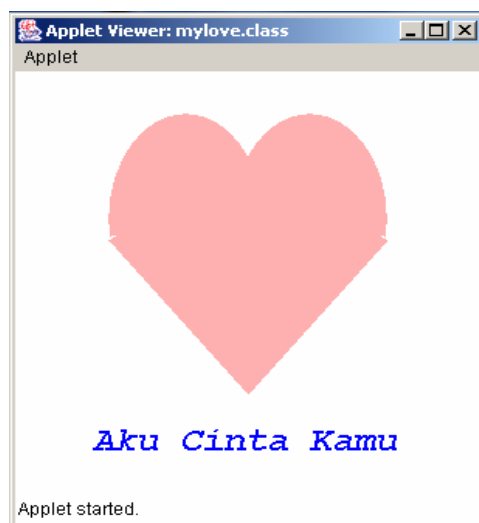 Applet Viewer: mylove.class
Applet
Aku Cinta Kamu
Applet started.